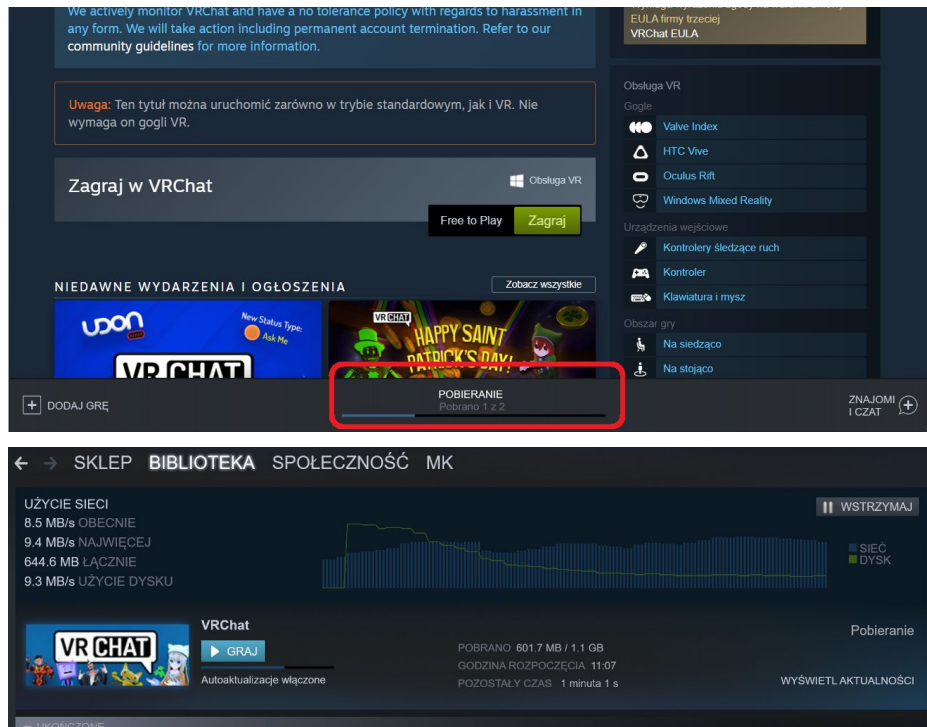 We actively monitor VRChat and have a no tolerance policy with regards to harassment in
any form. We will take action including permanent account termination. Refer to our
community guidelines for more information.
Uwaga: Ten tytuł można uruchomić zarówno w trybie standardowym, jak i VR. Nie
wymaga on gogli VR.
Zagraj w VRChat
Obsługa VR
Free to Play
Zagraj
NIEDAWNE WYDARZENIA I OGŁOSZENIA
Zobacz wszystkie
UDON
New Status Type:
Ask Me
VRCHAT
VRCHAT
HAPPY SAINT
PATRICK'S DAY!
EULA firmy trzeciej
VRChat EULA
Obsługa VR
Gogle
Valve Index
HTC Vive
Oculus Rift
Windows Mixed Reality
Urządzenia wejściowe
Kontrolery śledzące ruch
Kontroler
Klawiatura i mysz
Obszar gry
Na siedząco
Na stojąco
DODAJ GRĘ
POBIERANIE
Pobrano 1 z 2
ZNAJOMI
I CZAT
SKLEP BIBLIOTEKA SPOŁECZNOŚĆ MK
UŻYCIE SIECI
8.5 MB/s OBECNIE
9.4 MB/s NAJWIĘCEJ
644.6 MB ŁĄCZNIE
9.3 MB/s UŻYCIE DYSKU
WSTRZYMAJ
SIEĆ
DYSK
VRCHAT
VRChat
GRAJ
Autoaktualizacje włączone
POBRANO 601.7 MB / 1.1 GB
GODZINA ROZPOCZĘCIA 11:07
POZOSTAŁY CZAS 1 minuta 1 s
Pobieranie
WYŚWIETL AKTUALNOŚCI
UKOŃCZONE